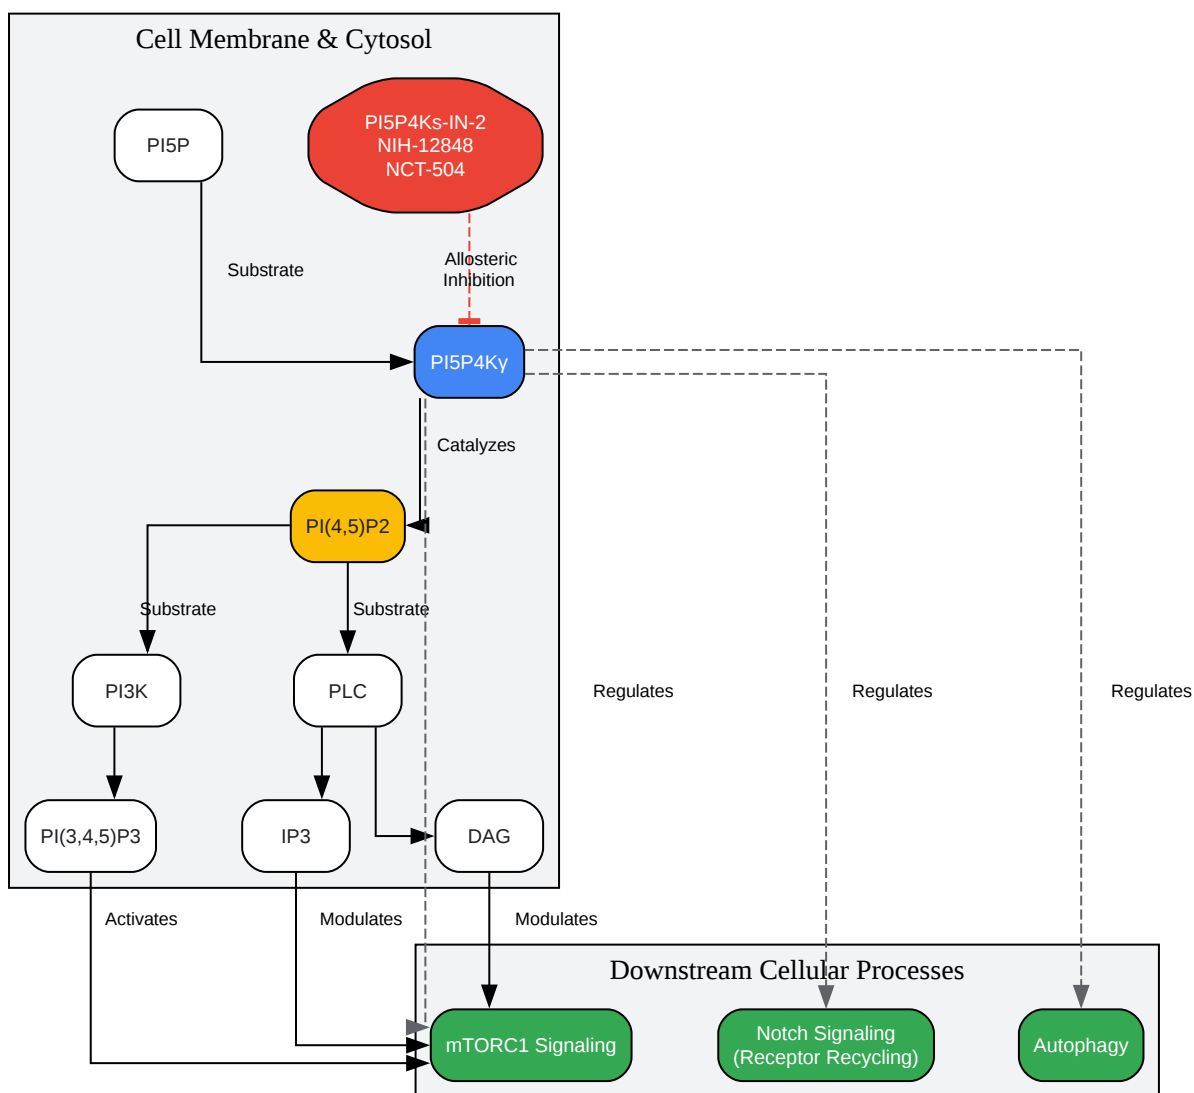 Cell Membrane & Cytosol
PI5P
PI5P4Ks-IN-2
NIH-12848
NCT-504
Substrate
Allosteric
Inhibition
PI5P4Kγ
Catalyzes
PI(4,5)P2
Substrate
Substrate
PI3K
PLC
Regulates
Regulates
Regulates
PI(3,4,5)P3
IP3
DAG
Activates
Modulates
Modulates
Downstream Cellular Processes
mTORC1 Signaling
Notch Signaling
(Receptor Recycling)
Autophagy